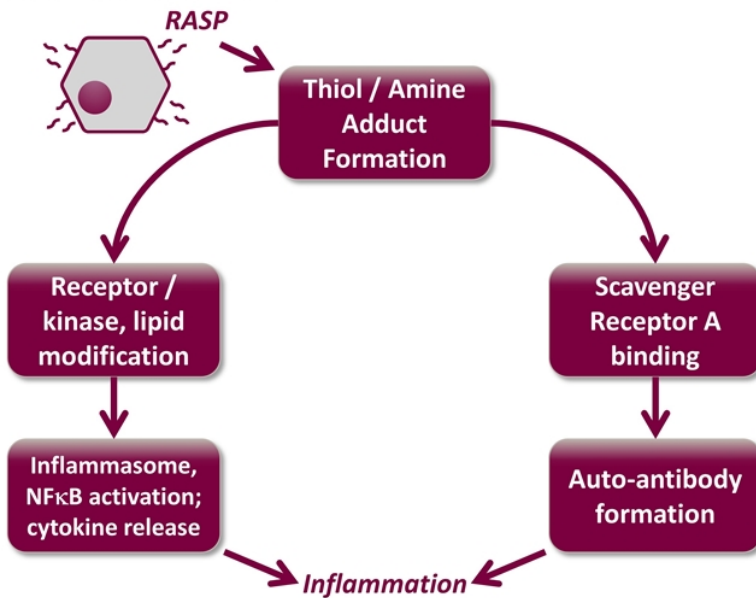 RASP
Thiol / Amine
Adduct
Formation
Receptor /
kinase, lipid
modification
Scavenger
Receptor A
binding
Inflammasome,
NFκB activation;
cytokine release
Auto-antibody
formation
Inflammation